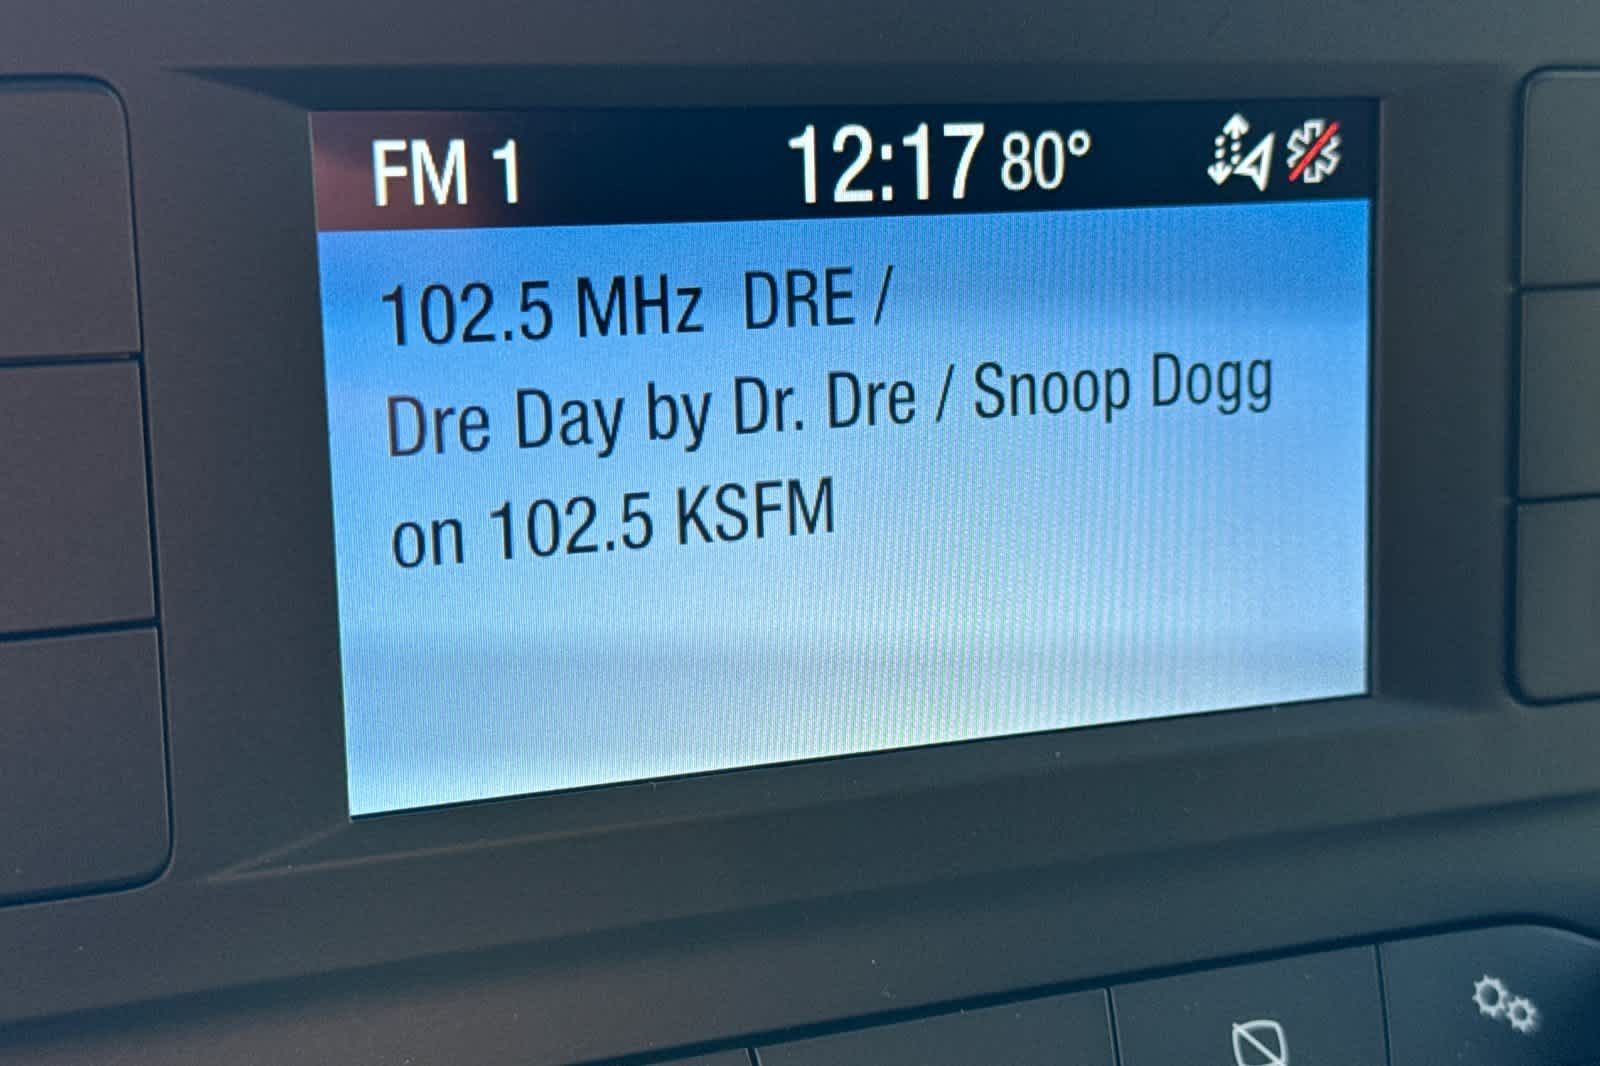 FM 1 12:17 80°
102.5 MHz DRE /
Dre Day by Dr. Dre / Snoop Dogg
on 102.5 KSFM